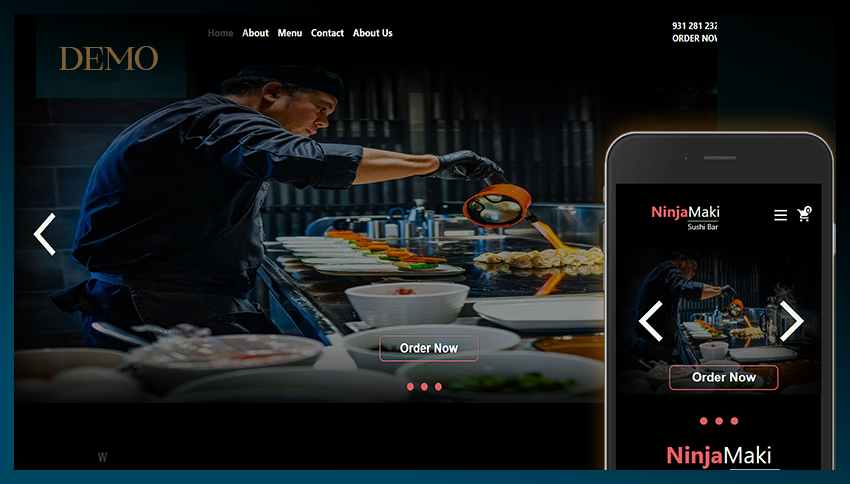 DEMO
Home About Menu Contact About Us
931 281 232
ORDER NOW
Order Now
W
NinjaMaki
Sushi Bar
0
Order Now
NinjaMaki